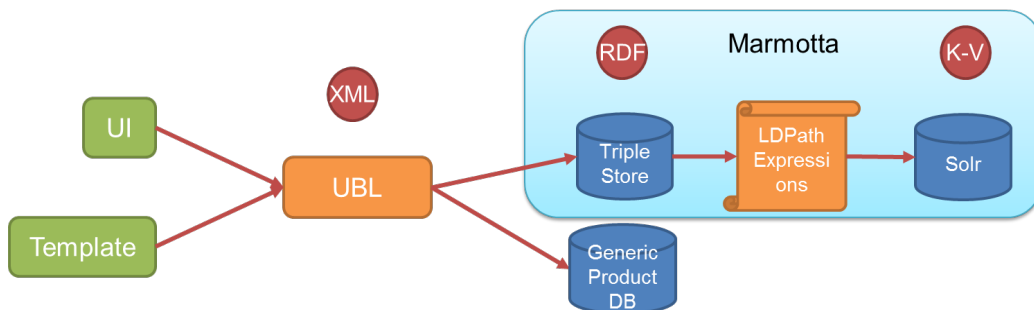 RDF
Marmotta
K-V
XML
UI
Triple
Store
LDPath
Expressi
ons
Solr
UBL
Template
Generic
Product
DB